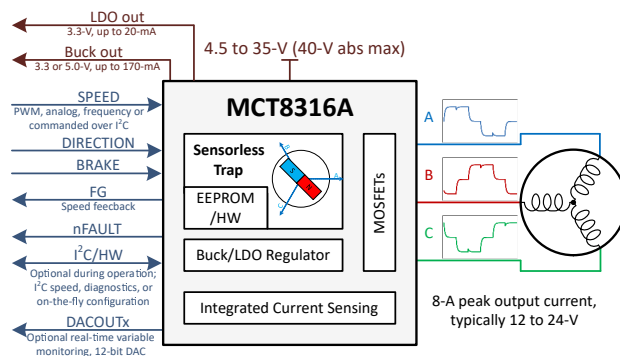 LDO out
3.3-V, up to 20-mA
Buck out
3.3 or 5.0-V, up to 170-mA
4.5 to 35-V (40-V abs max)
SPEED
PWM, analog, frequency or
commanded over I²C
DIRECTION
BRAKE
FG
Speed feecback
nFAULT
I²C/HW
Optional during operation;
I²C speed, diagnostics, or
on-the-fly configuration
DACOUTx
Optional real-time variable
monitoring, 12-bit DAC
MCT8316A
Sensorless
Trap
EEPROM
/HW
MOSFETs
Buck/LDO Regulator
Integrated Current Sensing
A
B
C
8-A peak output current,
typically 12 to 24-V